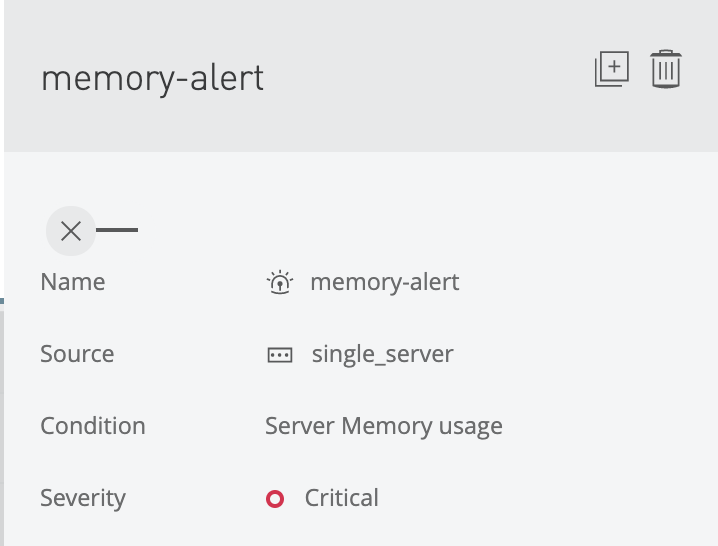 memory-alert
Name memory-alert
Source single_server
Condition Server Memory usage
Severity Critical